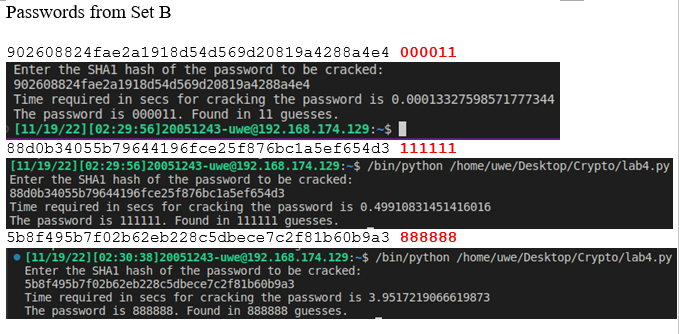 Passwords from Set B
902608824fae2a1918d54d569d20819a4288a4e4 000011
Enter the SHA1 hash of the password to be cracked:
902608824fae2a1918d54d569d20819a4288a4e4
Time required in secs for cracking the password is 0.00013327598571777344
The password is 000011. Found in 11 guesses.
[11/19/22][02:29:56]20051243-uwe@192.168.174.129:~$
88d0b34055b79644196fce25f876bc1a5ef654d3 111111
[11/19/22][02:29:56]20051243-uwe@192.168.174.129:~$ /bin/python /home/uwe/Desktop/Crypto/lab4.py
Enter the SHA1 hash of the password to be cracked:
88d0b34055b79644196fce25f876bc1a5ef654d3
Time required in secs for cracking the password is 0.49910831451416016
The password is 111111. Found in 111111 guesses.
5b8f495b7f02b62eb228c5dbece7c2f81b60b9a3 888888
[11/19/22][02:30:38]20051243-uwe@192.168.174.129:~$ /bin/python /home/uwe/Desktop/Crypto/lab4.py
Enter the SHA1 hash of the password to be cracked:
5b8f495b7f02b62eb228c5dbece7c2f81b60b9a3
Time required in secs for cracking the password is 3.9517219066619873
The password is 888888. Found in 888888 guesses.